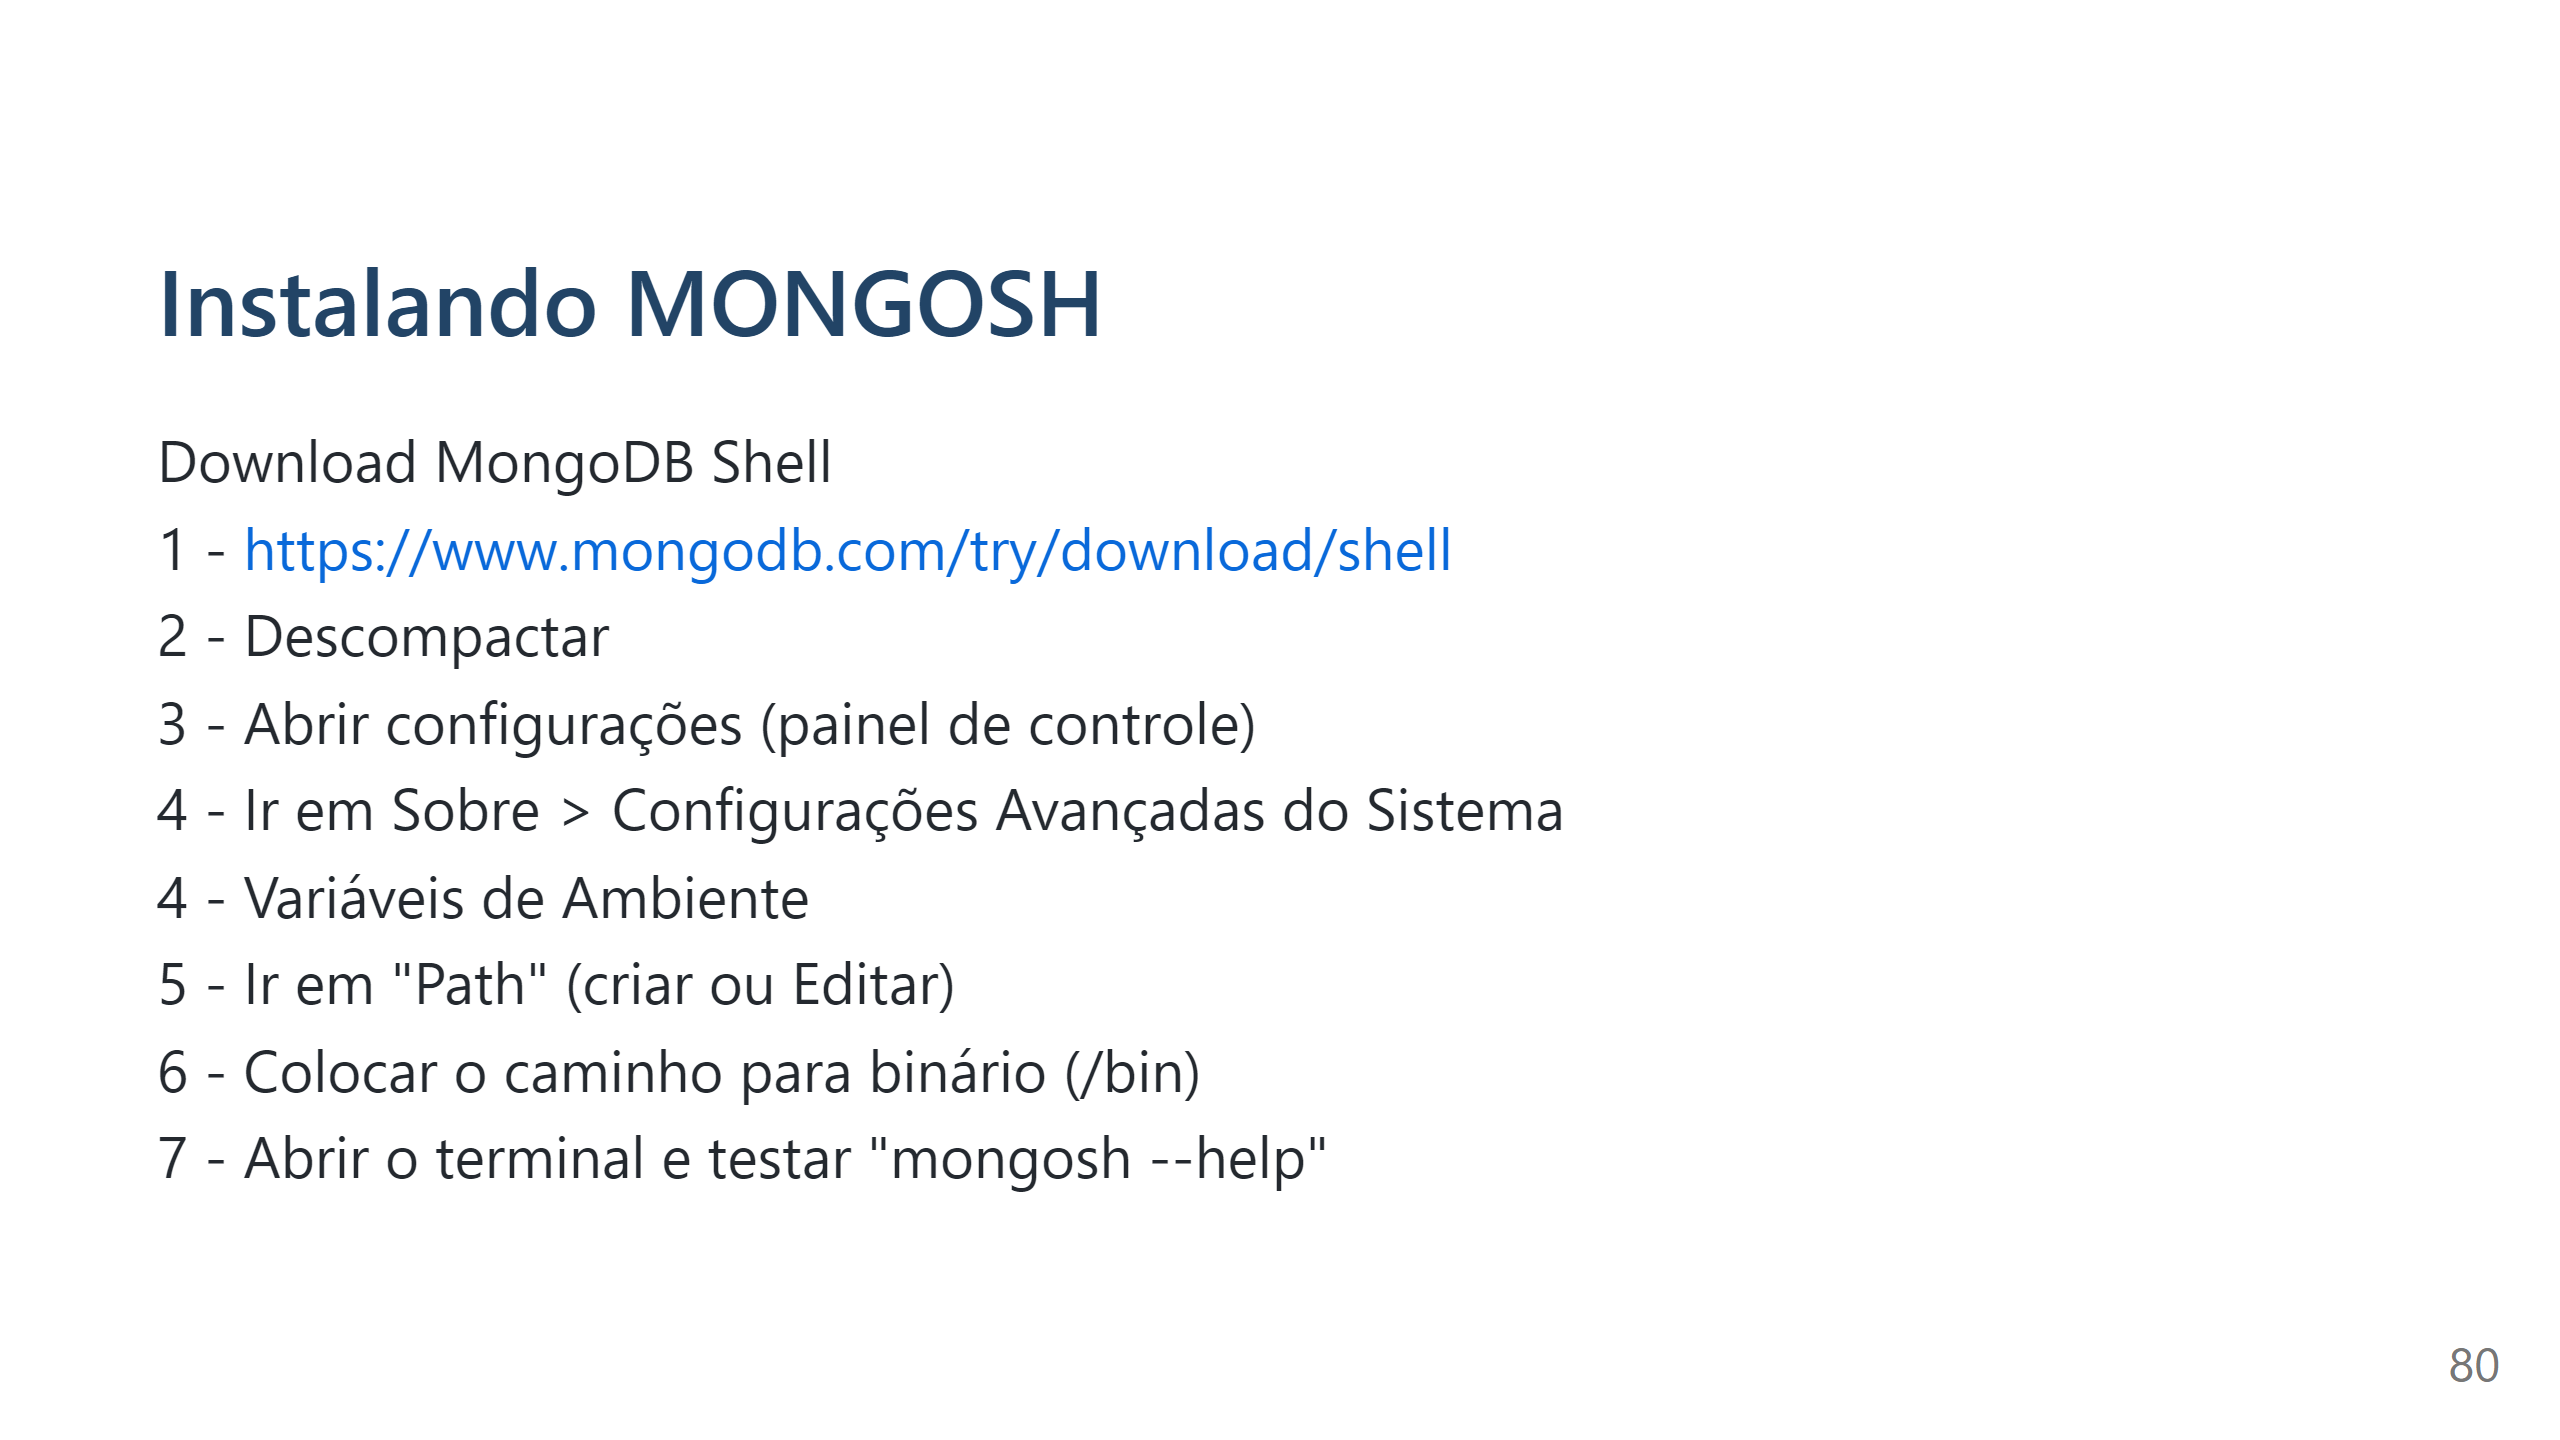 Instalando MONGOSH
Download MongoDB Shell
1 - https://www.mongodb.com/try/download/shell
2 - Descompactar
3 - Abrir configurações (painel de controle)
4 - Ir em Sobre > Configurações Avançadas do Sistema
4 - Variáveis de Ambiente
5 - Ir em "Path" (criar ou Editar)
6 - Colocar o caminho para binário (/bin)
7 - Abrir o terminal e testar "mongosh --help"
80